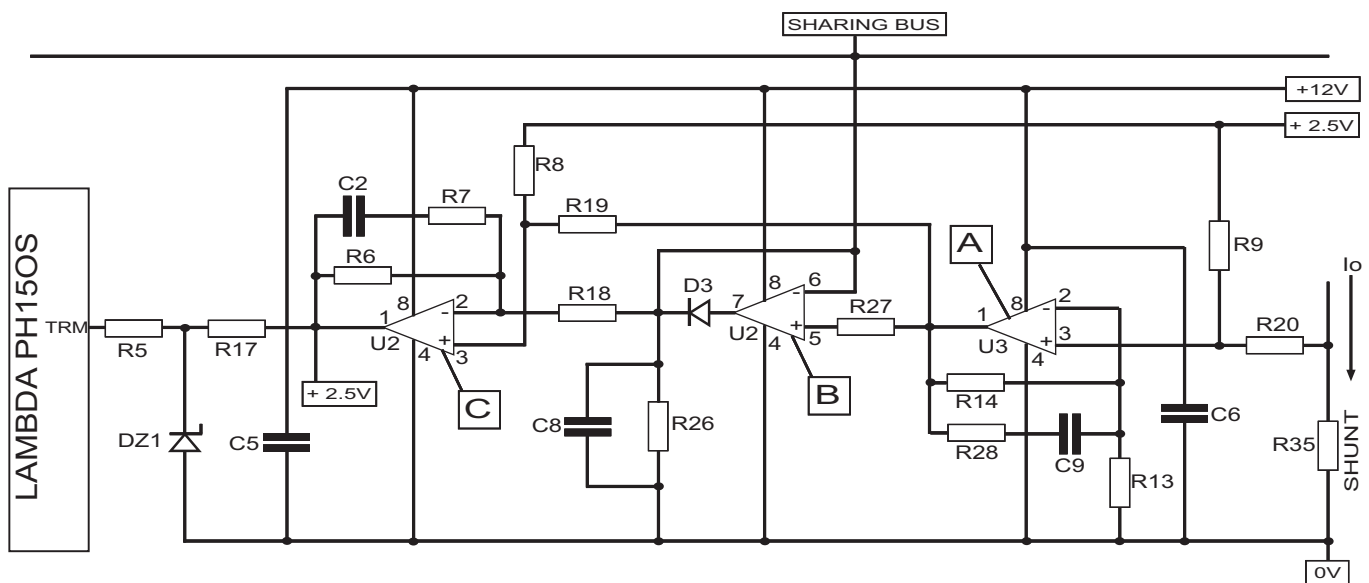 SHARING BUS
+12V
+ 2.5V
R8
C2
R7
R19
A
R9
Io
R6
D3
8
6
-
R18
7
R27
1
8
2
-
LAMBDA PH15OS
TRM
R5
R17
1
8
2
-
U2
4
+
3
U2
4
+
5
U3
4
+
3
R20
+ 2.5V
C
B
R14
DZ1
C5
C8
R26
R28
C9
R13
C6
R35
SHUNT
0V